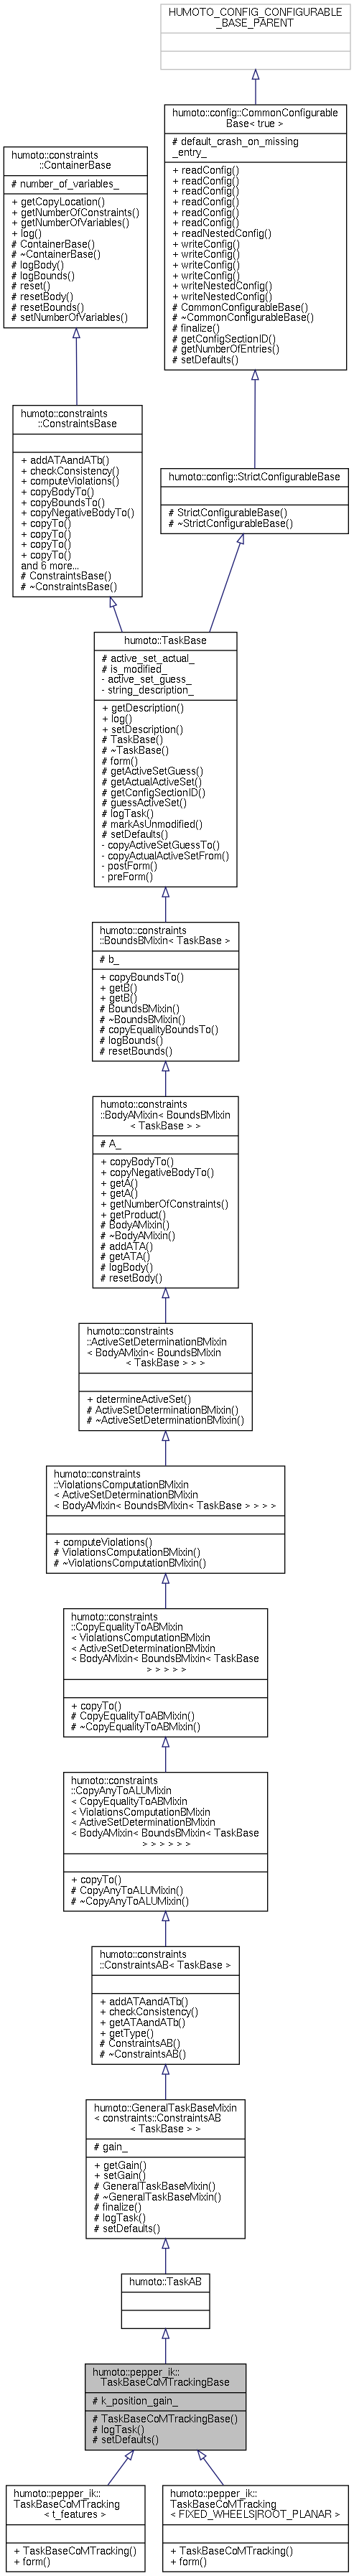 HUMOTO_CONFIG_CONFIGURABLE
_BASE_PARENT
humoto::config::CommonConfigurable
Base< true >
# default_crash_on_missing
_entry_
+ readConfig()
+ readConfig()
+ readConfig()
+ readConfig()
+ readConfig()
+ readConfig()
+ readNestedConfig()
+ writeConfig()
+ writeConfig()
+ writeConfig()
+ writeConfig()
+ writeNestedConfig()
+ writeNestedConfig()
# CommonConfigurableBase()
# ~CommonConfigurableBase()
# finalize()
# getConfigSectionID()
# getNumberOfEntries()
# setDefaults()
humoto::constraints
::ContainerBase
# number_of_variables_
+ getCopyLocation()
+ getNumberOfConstraints()
+ getNumberOfVariables()
+ log()
# ContainerBase()
# ~ContainerBase()
# logBody()
# logBounds()
# reset()
# resetBody()
# resetBounds()
# setNumberOfVariables()
humoto::constraints
::ConstraintsBase
+ addATAandATb()
+ checkConsistency()
+ computeViolations()
+ copyBodyTo()
+ copyBoundsTo()
+ copyNegativeBodyTo()
+ copyTo()
+ copyTo()
+ copyTo()
+ copyTo()
and 6 more...
# ConstraintsBase()
# ~ConstraintsBase()
humoto::config::StrictConfigurableBase
# StrictConfigurableBase()
# ~StrictConfigurableBase()
humoto::TaskBase
# active_set_actual_
# is_modified_
- active_set_guess_
- string_description_
+ getDescription()
+ log()
+ setDescription()
# TaskBase()
# ~TaskBase()
# form()
# getActiveSetGuess()
# getActualActiveSet()
# getConfigSectionID()
# guessActiveSet()
# logTask()
# markAsUnmodified()
# setDefaults()
- copyActiveSetGuessTo()
- copyActualActiveSetFrom()
- postForm()
- preForm()
humoto::constraints
::BoundsBMixin< TaskBase >
# b_
+ copyBoundsTo()
+ getB()
+ getB()
# BoundsBMixin()
# ~BoundsBMixin()
# copyEqualityBoundsTo()
# logBounds()
# resetBounds()
humoto::constraints
::BodyAMixin< BoundsBMixin
< TaskBase > >
# A_
+ copyBodyTo()
+ copyNegativeBodyTo()
+ getA()
+ getA()
+ getNumberOfConstraints()
+ getProduct()
# BodyAMixin()
# ~BodyAMixin()
# addATA()
# getATA()
# logBody()
# resetBody()
humoto::constraints
::ActiveSetDeterminationBMixin
< BodyAMixin< BoundsBMixin
< TaskBase > > >
+ determineActiveSet()
# ActiveSetDeterminationBMixin()
# ~ActiveSetDeterminationBMixin()
humoto::constraints
::ViolationsComputationBMixin
< ActiveSetDeterminationBMixin
< BodyAMixin< BoundsBMixin< TaskBase > > > >
+ computeViolations()
# ViolationsComputationBMixin()
# ~ViolationsComputationBMixin()
humoto::constraints
::CopyEqualityToABMixin
< ViolationsComputationBMixin
< ActiveSetDeterminationBMixin
< BodyAMixin< BoundsBMixin< TaskBase
> > > > >
+ copyTo()
# CopyEqualityToABMixin()
# ~CopyEqualityToABMixin()
humoto::constraints
::CopyAnyToALUMixin
< CopyEqualityToABMixin
< ViolationsComputationBMixin
< ActiveSetDeterminationBMixin
< BodyAMixin< BoundsBMixin< TaskBase
> > > > > >
+ copyTo()
# CopyAnyToALUMixin()
# ~CopyAnyToALUMixin()
humoto::constraints
::ConstraintsAB< TaskBase >
+ addATAandATb()
+ checkConsistency()
+ getATAandATb()
+ getType()
# ConstraintsAB()
# ~ConstraintsAB()
humoto::GeneralTaskBaseMixin
< constraints::ConstraintsAB
< TaskBase > >
# gain_
+ getGain()
+ setGain()
# GeneralTaskBaseMixin()
# ~GeneralTaskBaseMixin()
# finalize()
# logTask()
# setDefaults()
humoto::TaskAB
humoto::pepper_ik::
TaskBaseCoMTrackingBase
# k_position_gain_
# TaskBaseCoMTrackingBase()
# logTask()
# setDefaults()
humoto::pepper_ik::
TaskBaseCoMTracking
< t_features >
+ TaskBaseCoMTracking()
+ form()
humoto::pepper_ik::
TaskBaseCoMTracking
< FIXED_WHEELS|ROOT_PLANAR >
+ TaskBaseCoMTracking()
+ form()